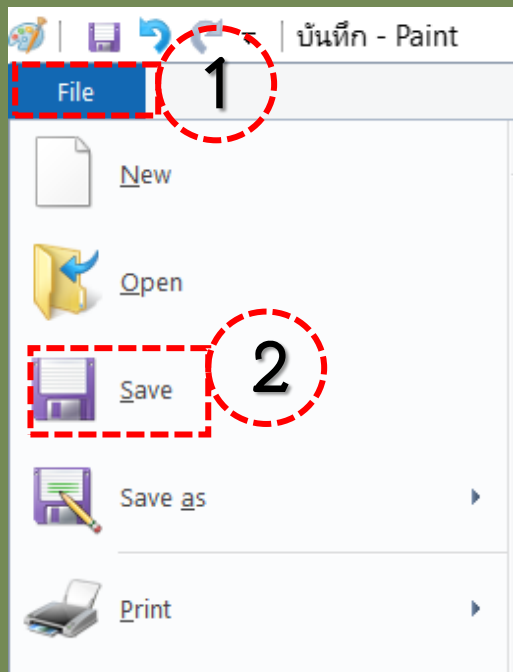 บันทึก - Paint
File
1
New
Open
Save
2
Save as
Print